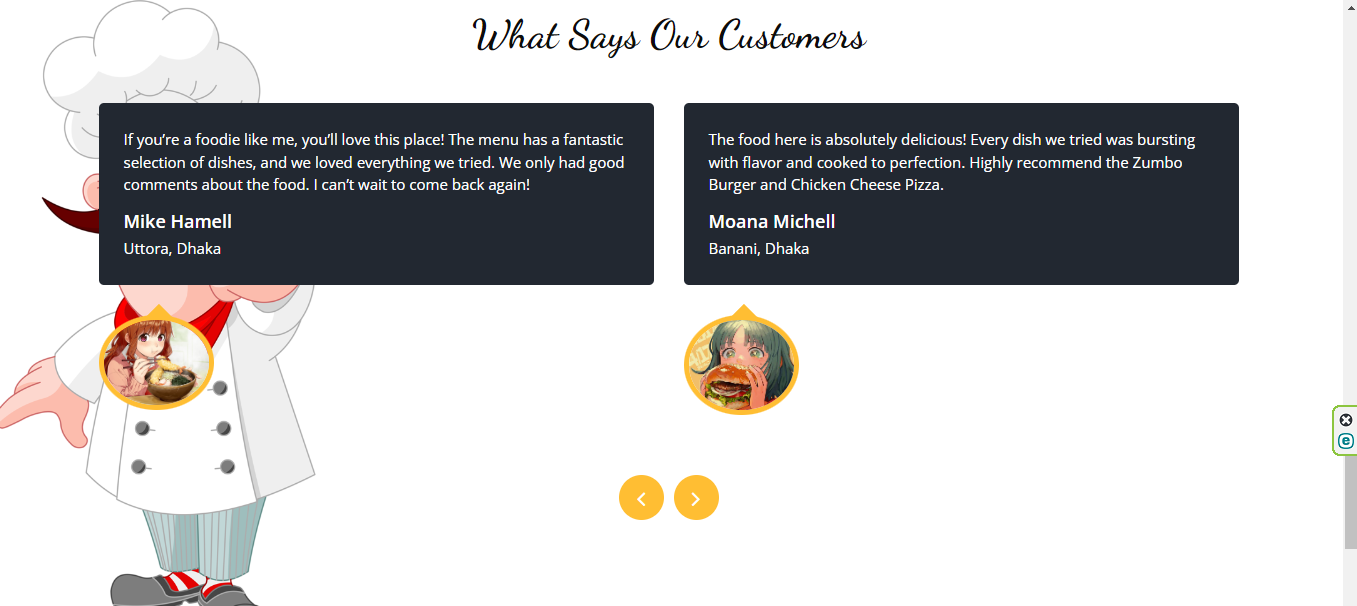 What Says Our Customers
If you’re a foodie like me, you’ll love this place! The menu has a fantastic
selection of dishes, and we loved everything we tried. We only had good
comments about the food. I can’t wait to come back again!
Mike Hamell
Uttora, Dhaka
The food here is absolutely delicious! Every dish we tried was bursting
with flavor and cooked to perfection. Highly recommend the Zumbo
Burger and Chicken Cheese Pizza.
Moana Michell
Banani, Dhaka
e